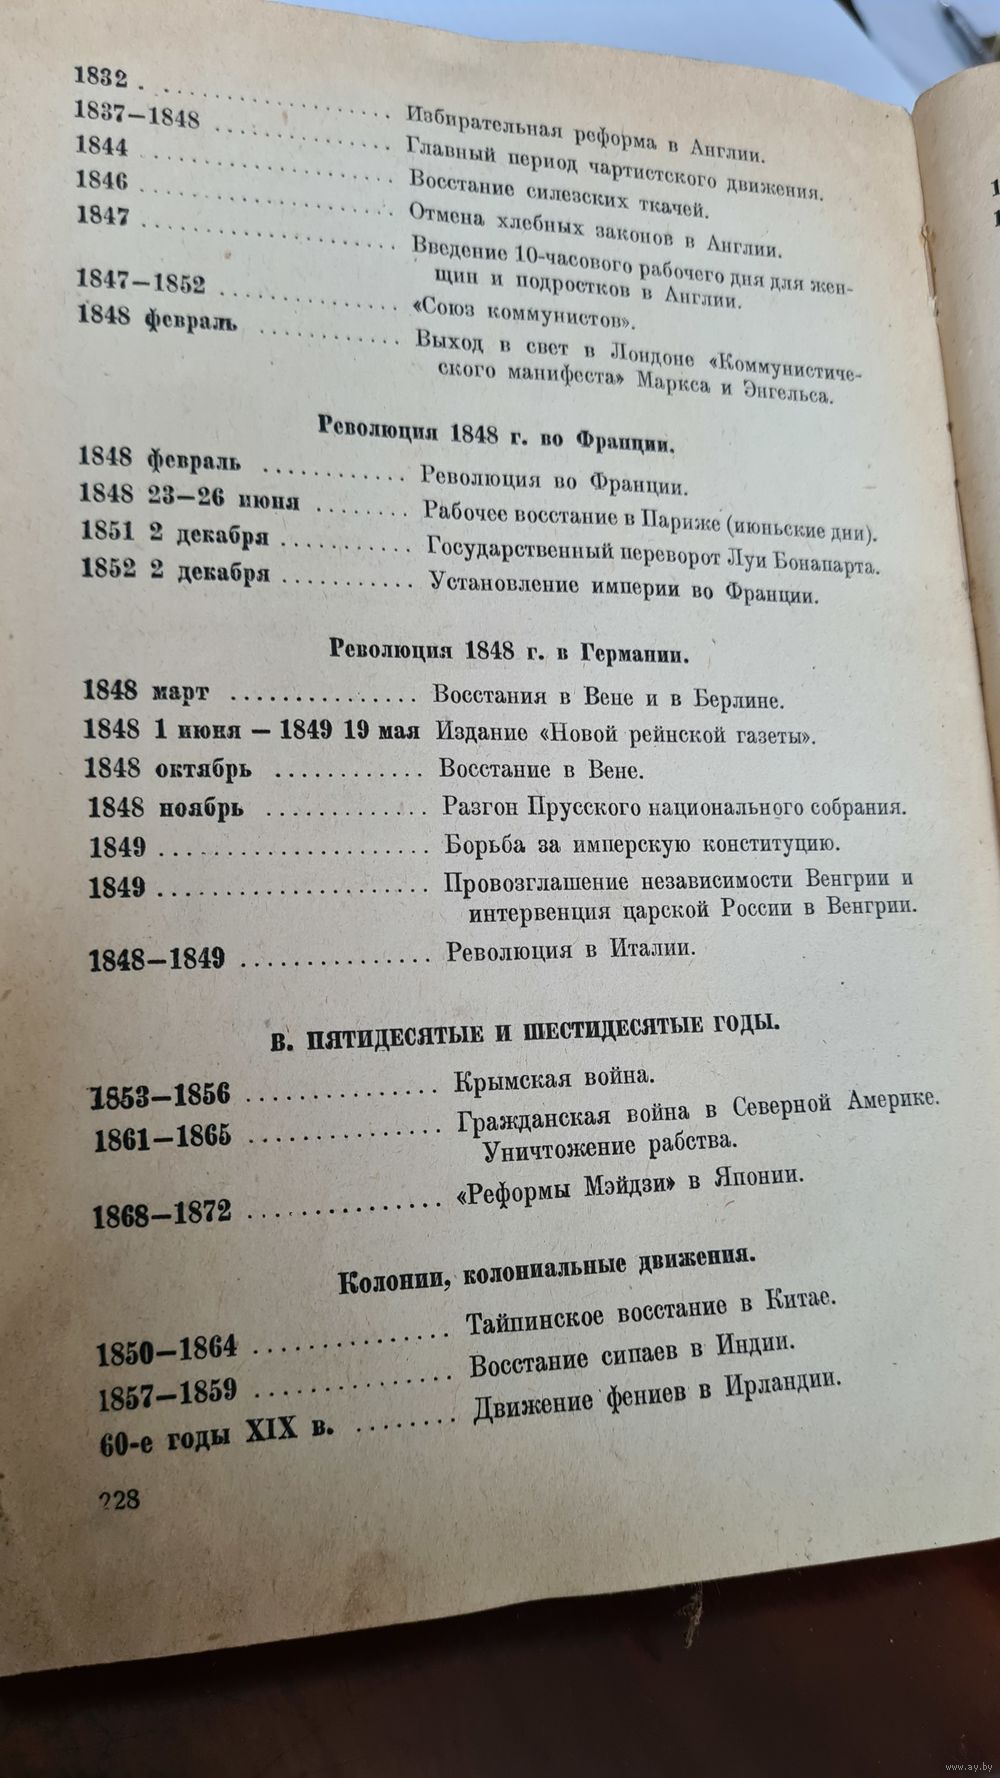 1832 . . . . . . . . . . . . . . . . . . . . Избирательная реформа в Англии.
1837—1848 . . . . . . . . . . . . . . . Главный период чартистского движения.
1844 . . . . . . . . . . . . . . . . . . . . Восстание силезских ткачей.
1846 . . . . . . . . . . . . . . . . . . . . Отмена хлебных законов в Англии.
1847 . . . . . . . . . . . . . . . . . . . . Введение 10-часового рабочего дня для жен-
щин и подростков в Англии.
1847—1852 . . . . . . . . . . . . . . «Союз коммунистов».
1848 февраль . . . . . . . . . . . . Выход в свет в Лондоне «Коммунистиче-
ского манифеста» Маркса и Энгельса.
Революция 1848 г. во Франции.
1848 февраль . . . . . . . . . . . . Революция во Франции.
1848 23—26 июня . . . . . . . . Рабочее восстание в Париже (июньские дни).
1851 2 декабря . . . . . . . . . . . Государственный переворот Луи Бонапарта.
1852 2 декабря . . . . . . . . . . . Установление империи во Франции.
Революция 1848 г. в Германии.
1848 март . . . . . . . . . . . . . . . Восстания в Вене и в Берлине.
1848 1 июня — 1849 19 мая Издание «Новой рейнской газеты».
1848 октябрь . . . . . . . . . . . . Восстание в Вене.
1848 ноябрь . . . . . . . . . . . . . Разгон Прусского национального собрания.
1849 . . . . . . . . . . . . . . . . . . . . . Борьба за имперскую конституцию.
1849 . . . . . . . . . . . . . . . . . . . . . Провозглашение независимости Венгрии и
интервенция царской России в Венгрии.
1848—1849 . . . . . . . . . . . . . . . Революция в Италии.
В. ПЯТИДЕСЯТЫЕ И ШЕСТИДЕСЯТЫЕ ГОДЫ.
1853—1856 . . . . . . . . . . . . . . . Крымская война.
1861—1865 . . . . . . . . . . . . . . . Гражданская война в Северной Америке.
Уничтожение рабства.
1868—1872 . . . . . . . . . . . . . . . «Реформы Мэйдзи» в Японии.
Колонии, колониальные движения.
1850—1864 . . . . . . . . . . . . . . . Тайпинское восстание в Китае.
1857—1859 . . . . . . . . . . . . . . . Восстание сипаев в Индии.
60-е годы XIX в. . . . . . . . . Движение фениев в Ирландии.
228
www.ay.by